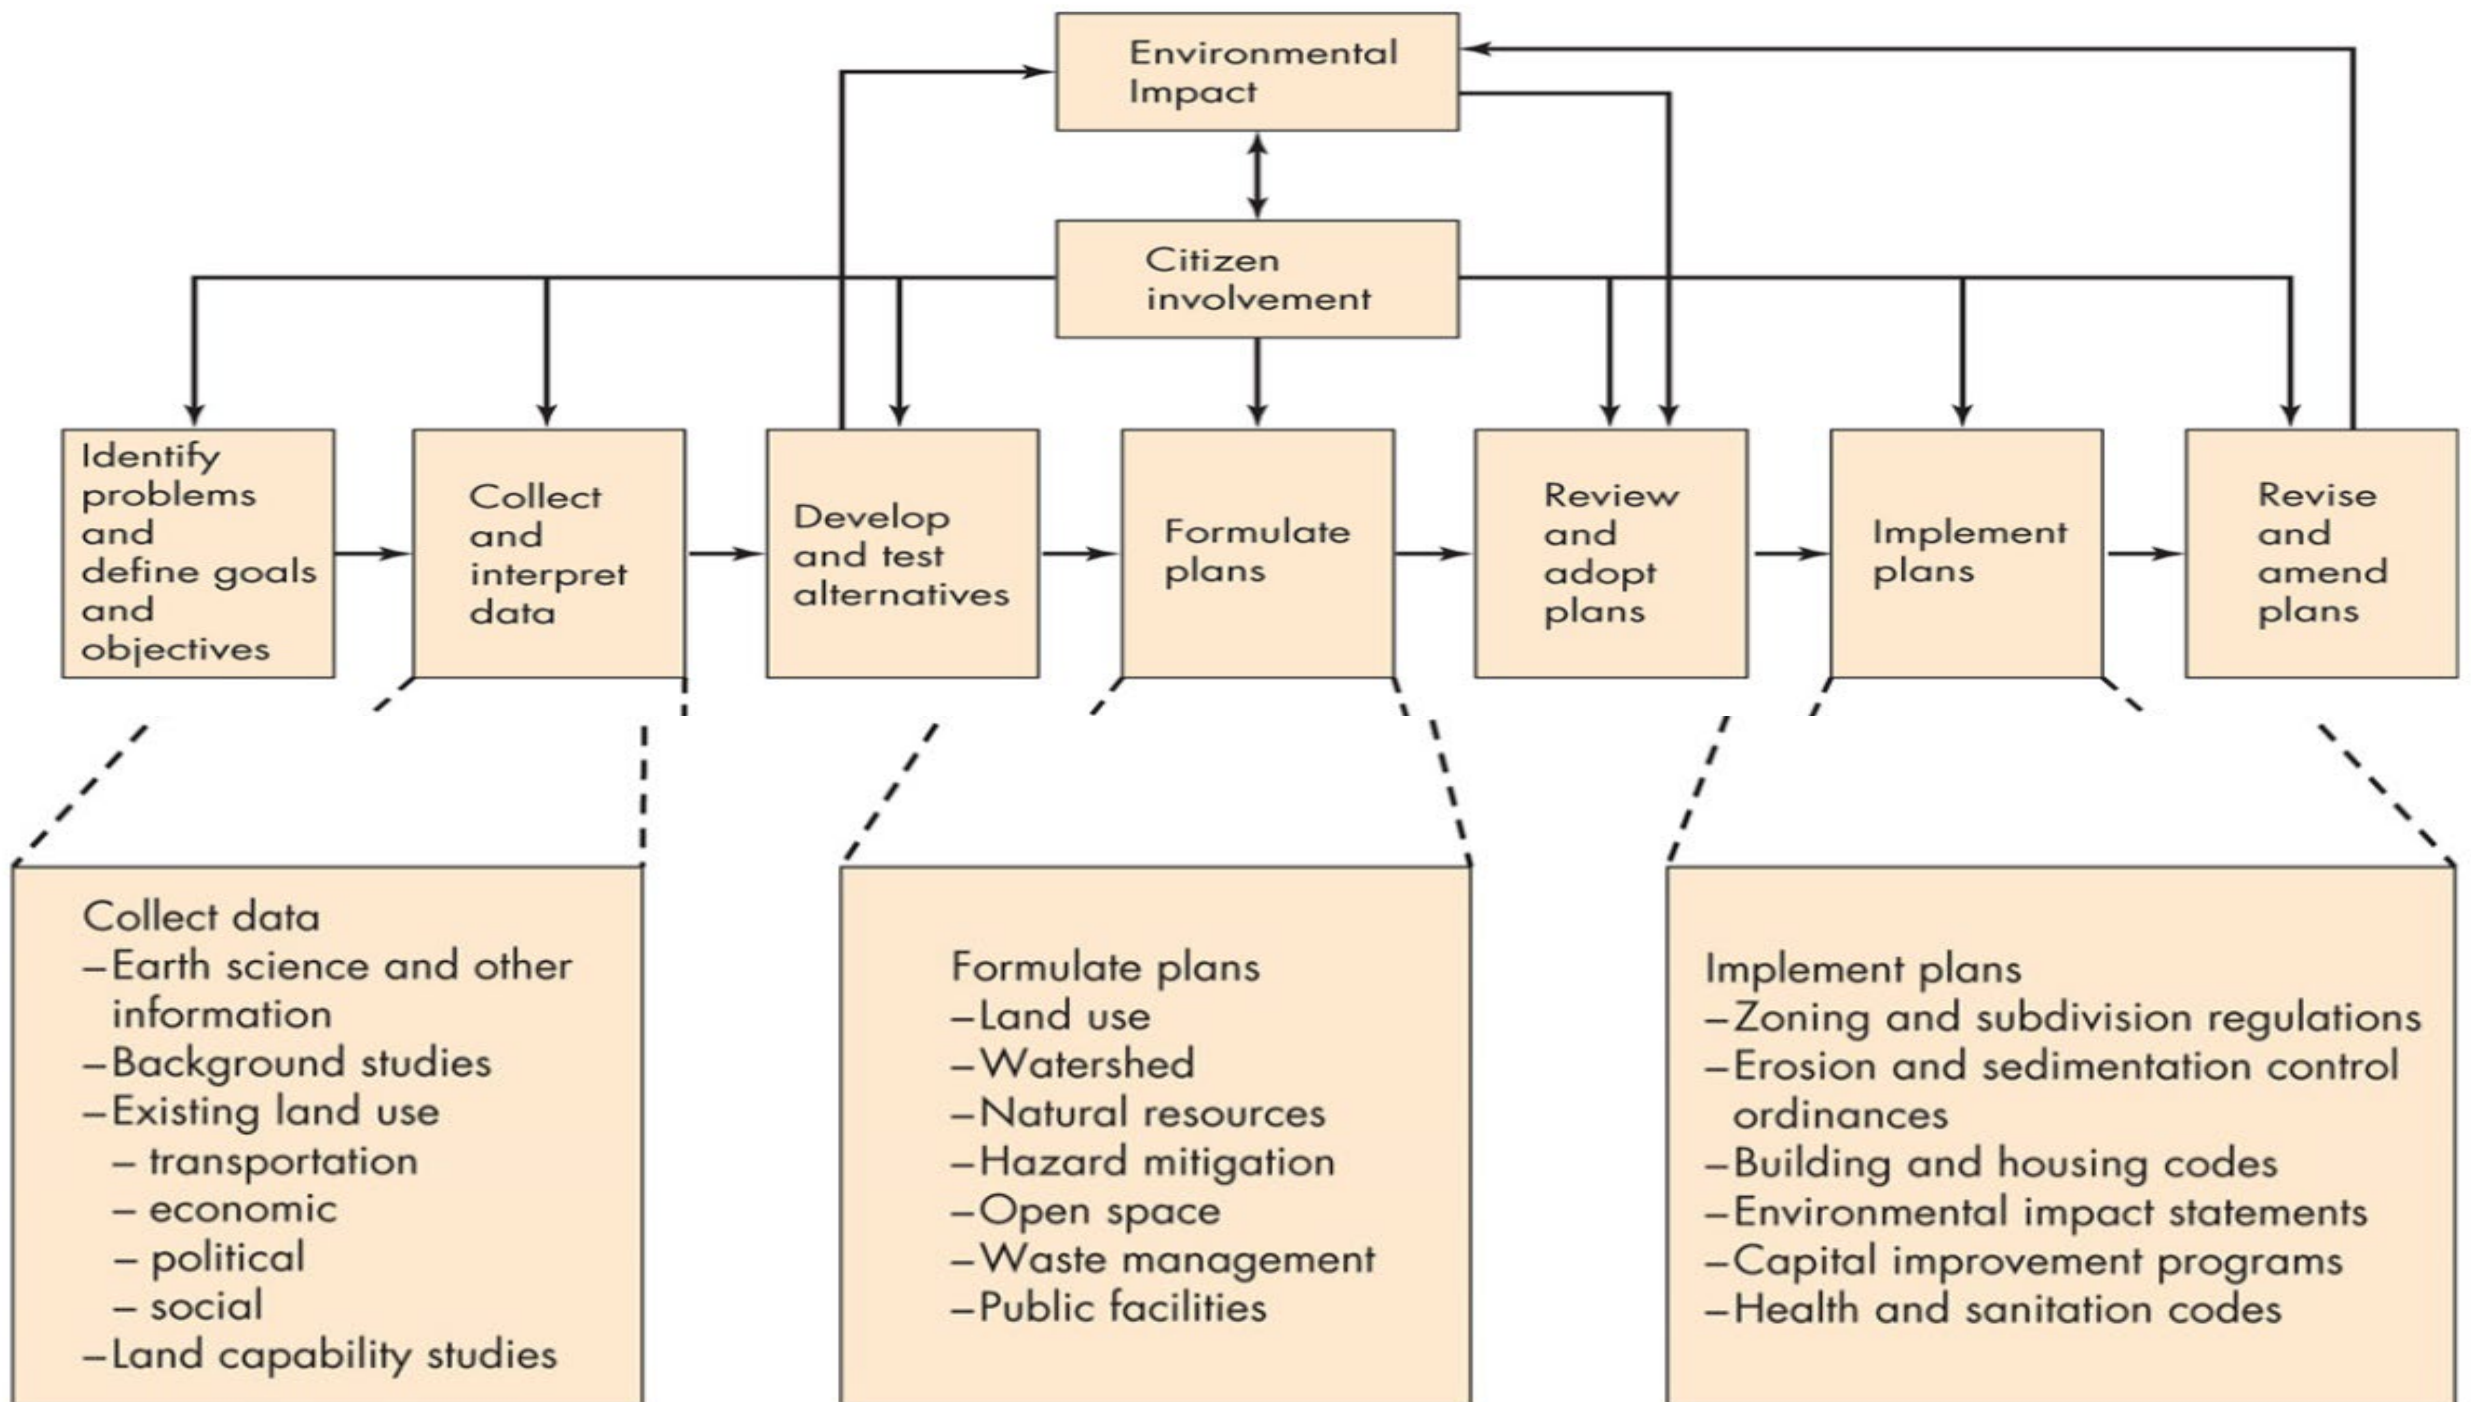 Environmental
Impact
Citizen
involvement
Identify
problems
and
define goals
and
objectives
Collect
and
interpret
data
Develop
and test
alternatives
Formulate
plans
Review
and
adopt
plans
Implement
plans
Revise
and
amend
plans
Collect data
–Earth science and other
information
–Background studies
–Existing land use
– transportation
– economic
– political
– social
–Land capability studies
Formulate plans
–Land use
–Watershed
–Natural resources
–Hazard mitigation
–Open space
–Waste management
–Public facilities
Implement plans
–Zoning and subdivision regulations
–Erosion and sedimentation control
ordinances
–Building and housing codes
–Environmental impact statements
–Capital improvement programs
–Health and sanitation codes